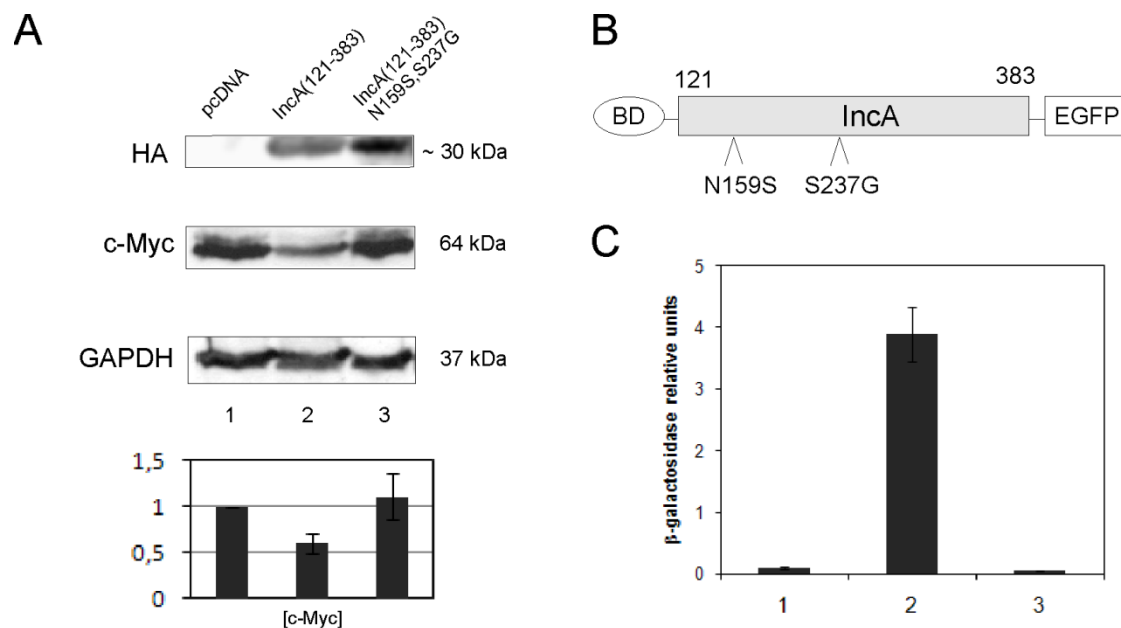 A
pcDNA
IncA(121-383)
IncA(121-383)
N159S,S237G
HA
~ 30 kDa
c-Myc
64 kDa
GAPDH
37 kDa
1 2 3
1,5
1
0,5
0
[c-Myc]
B
121 383
BD IncA EGFP
N159S S237G
C
β-galactosidase relative units
5
4
3
2
1
0
1 2 3